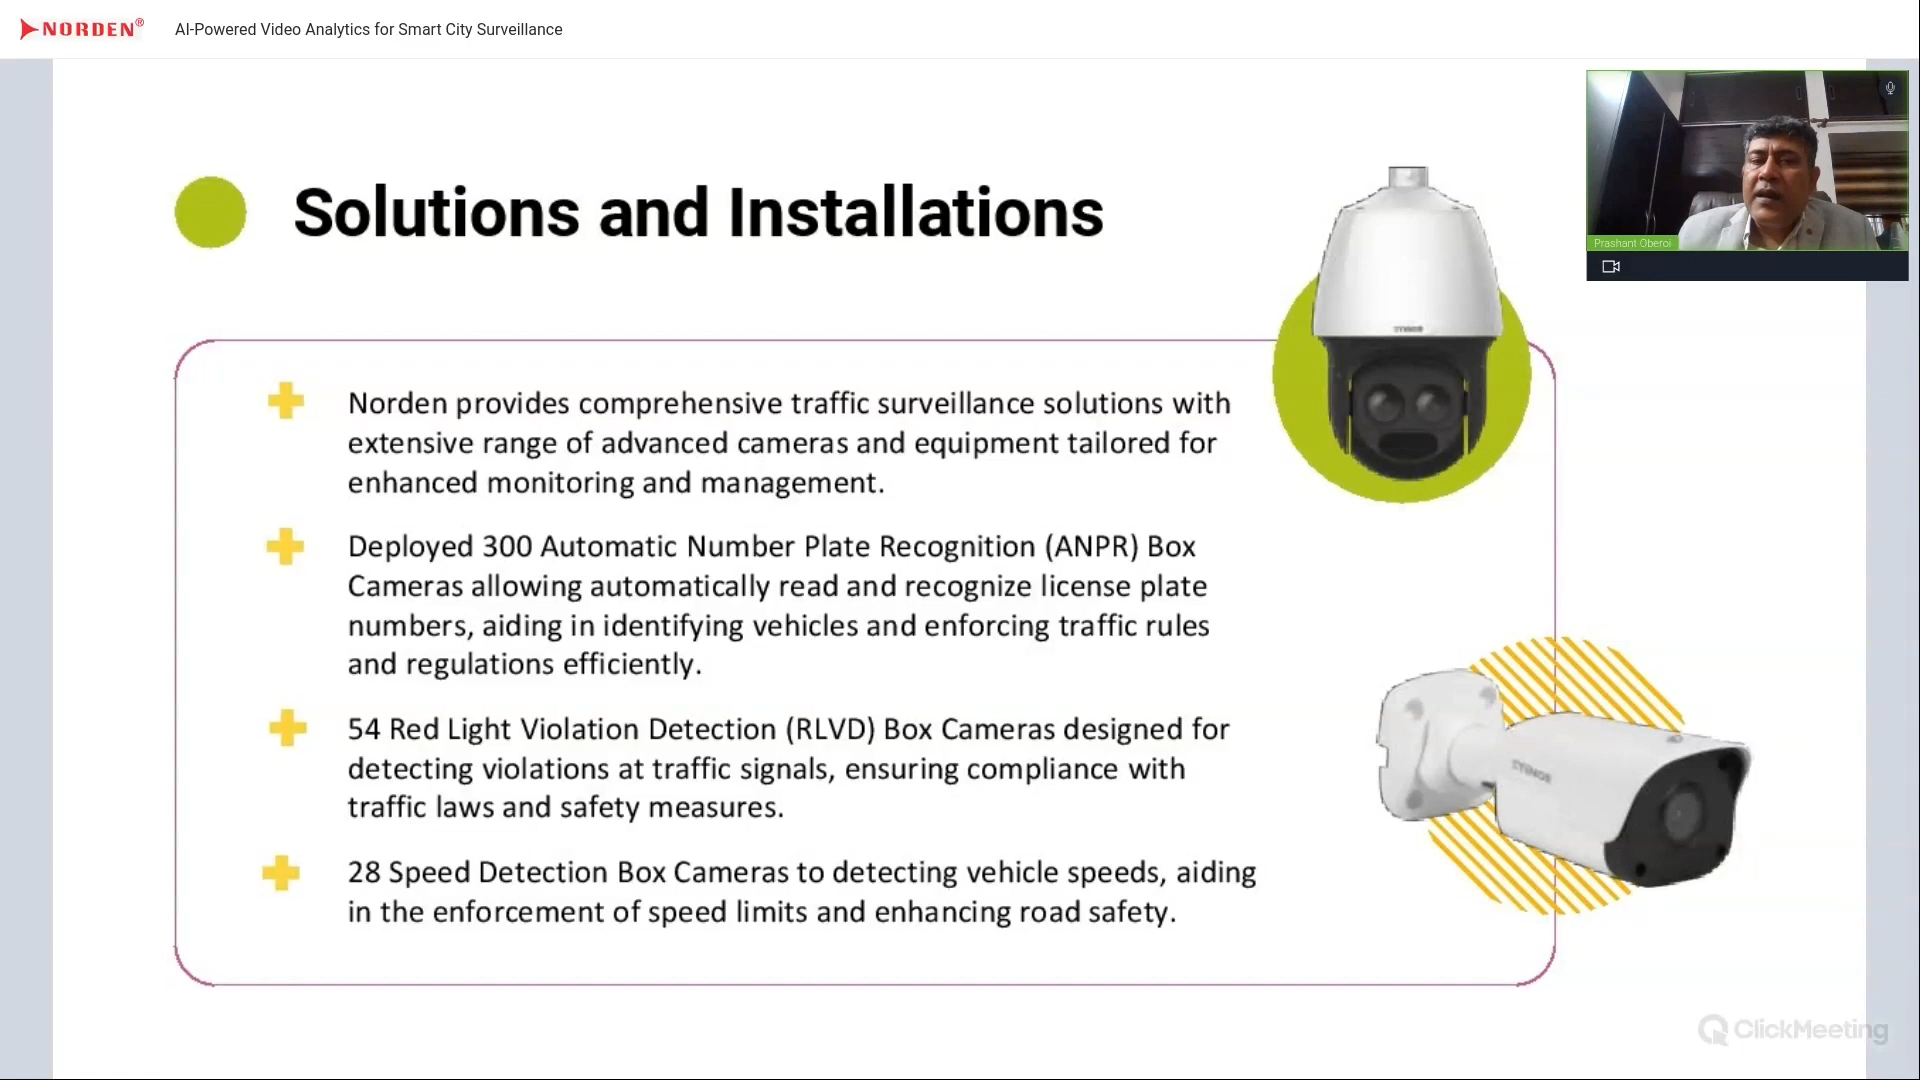 NORDEN®
AI-Powered Video Analytics for Smart City Surveillance
Prashant Oberoi
Solutions and Installations
Norden provides comprehensive traffic surveillance solutions with
extensive range of advanced cameras and equipment tailored for
enhanced monitoring and management.
Deployed 300 Automatic Number Plate Recognition (ANPR) Box
Cameras allowing automatically read and recognize license plate
numbers, aiding in identifying vehicles and enforcing traffic rules
and regulations efficiently.
54 Red Light Violation Detection (RLVD) Box Cameras designed for
detecting violations at traffic signals, ensuring compliance with
traffic laws and safety measures.
28 Speed Detection Box Cameras to detecting vehicle speeds, aiding
in the enforcement of speed limits and enhancing road safety.
ClickMeeting